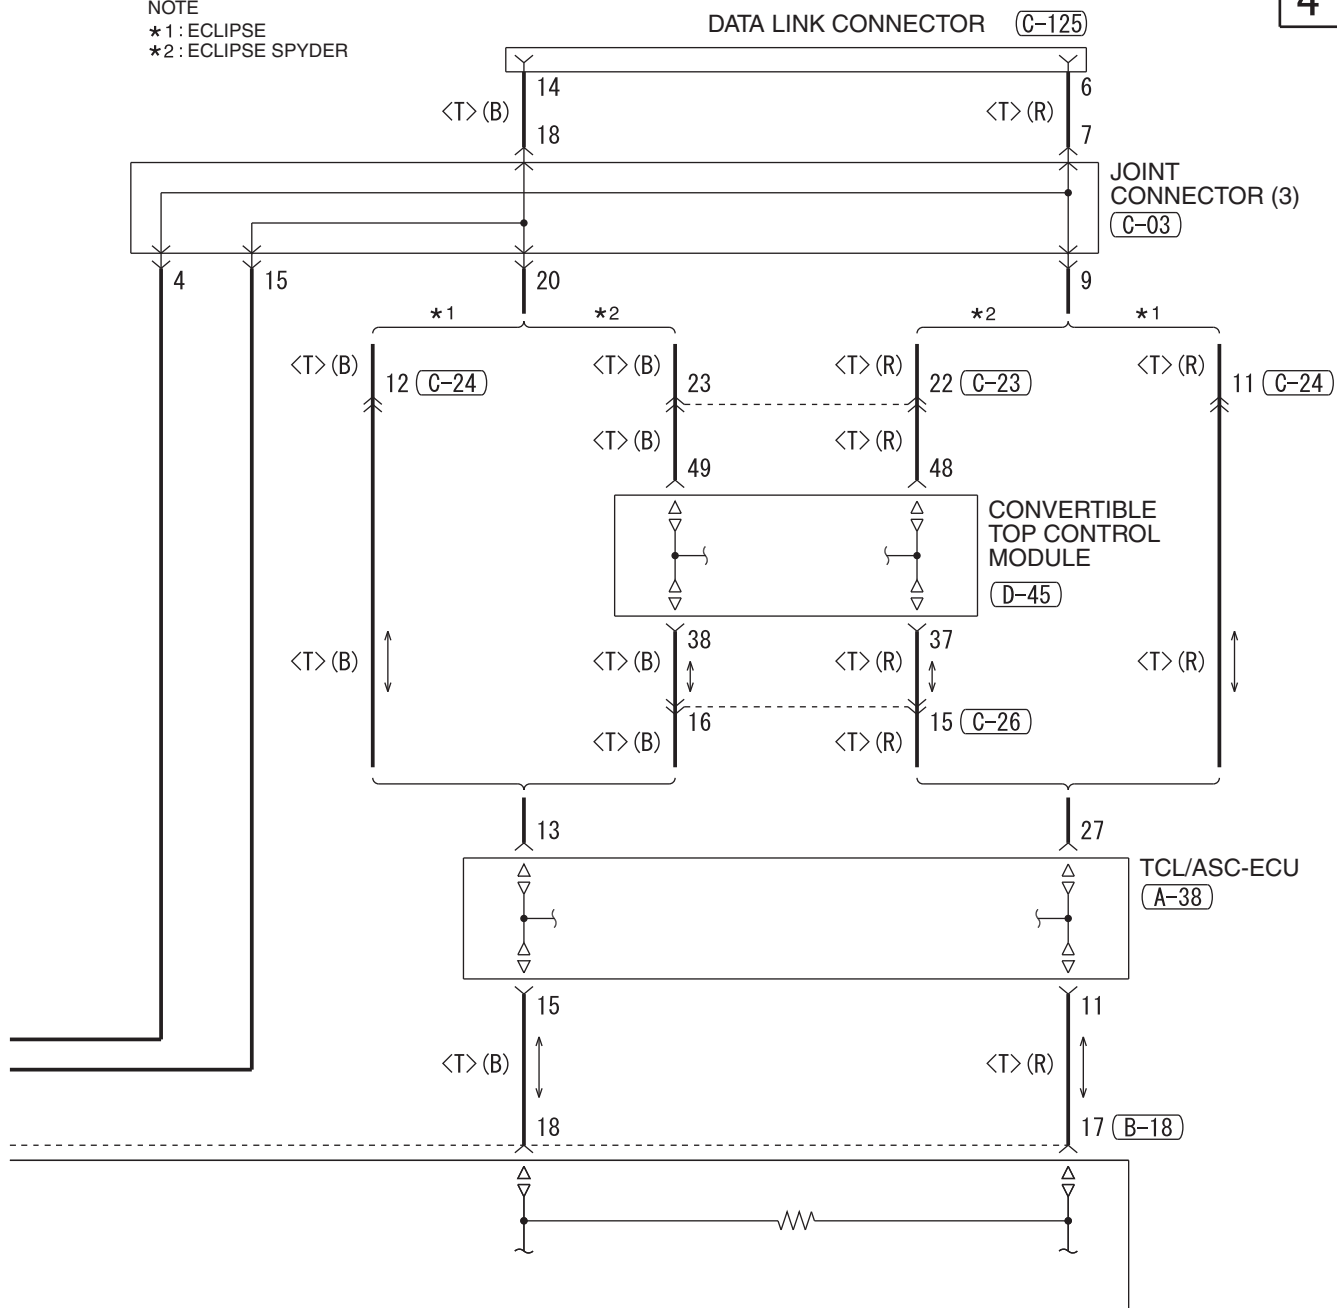 NOTE
*1 : ECLIPSE
*2 : ECLIPSE SPYDER
4
DATA LINK CONNECTOR C-125
14 6
<T>(B) <T>(R)
18 7
JOINT
CONNECTOR (3)
C-03
4 15 20 9
*1 *2 *2 *1
<T>(B) <T>(B) <T>(R) <T>(R)
12 C-24 23 22 C-23 11 C-24
<T>(B) <T>(R)
49 48
CONVERTIBLE
TOP CONTROL
MODULE
D-45
38 37
<T>(B) <T>(B) <T>(R) <T>(R)
16 15 C-26
<T>(B) <T>(R)
13 27
TCL/ASC-ECU
A-38
15 11
<T>(B) <T>(R)
18 17 B-18